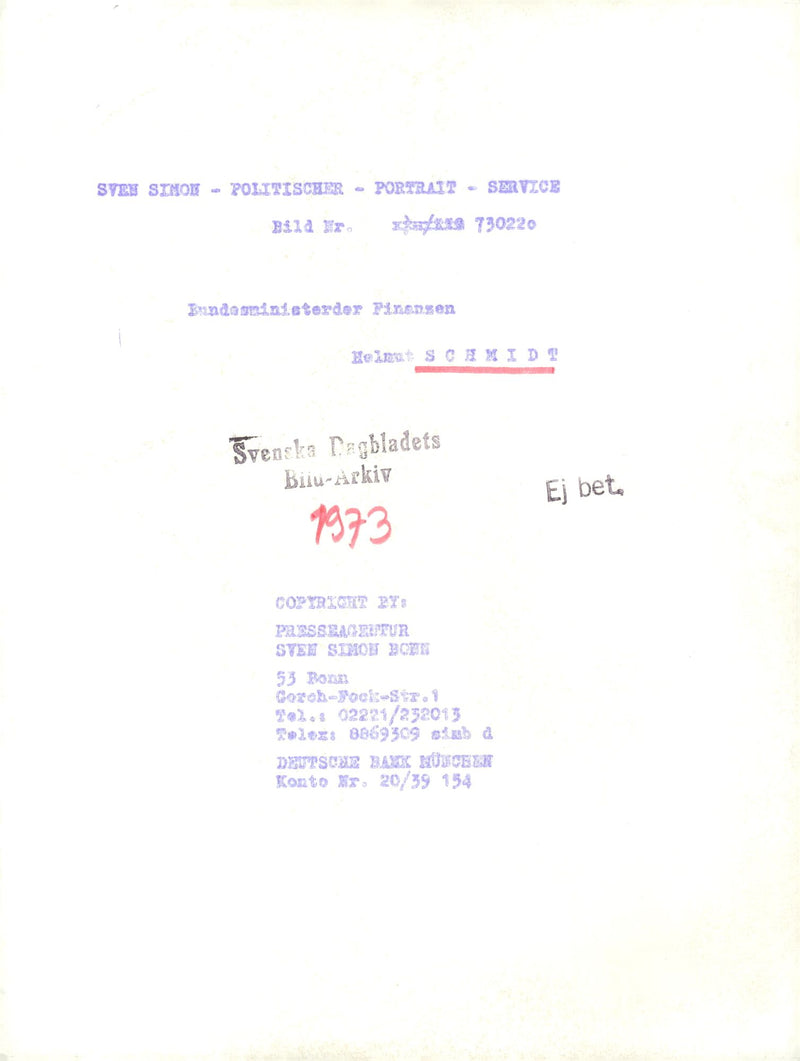 SVEN SIMON - POLITISCHER - PORTRAIT - SERVICE
Bild Nr. 730220
Bundesministerder Finanzen
Helmut S C H M I D T
Svenska Dagbladets
Bild-Arkiv
Ej bet.
1973
COPYRIGHT BY:
PRESSEAGENTUR
SVEN SIMON BONN
53 Bonn
Gorch-Fock-Str.1
Tel.: 02221/232013
Telex: 8869309 simb d
DEUTSCHE BANK MÜNCHEN
Konto Nr. 20/39 154